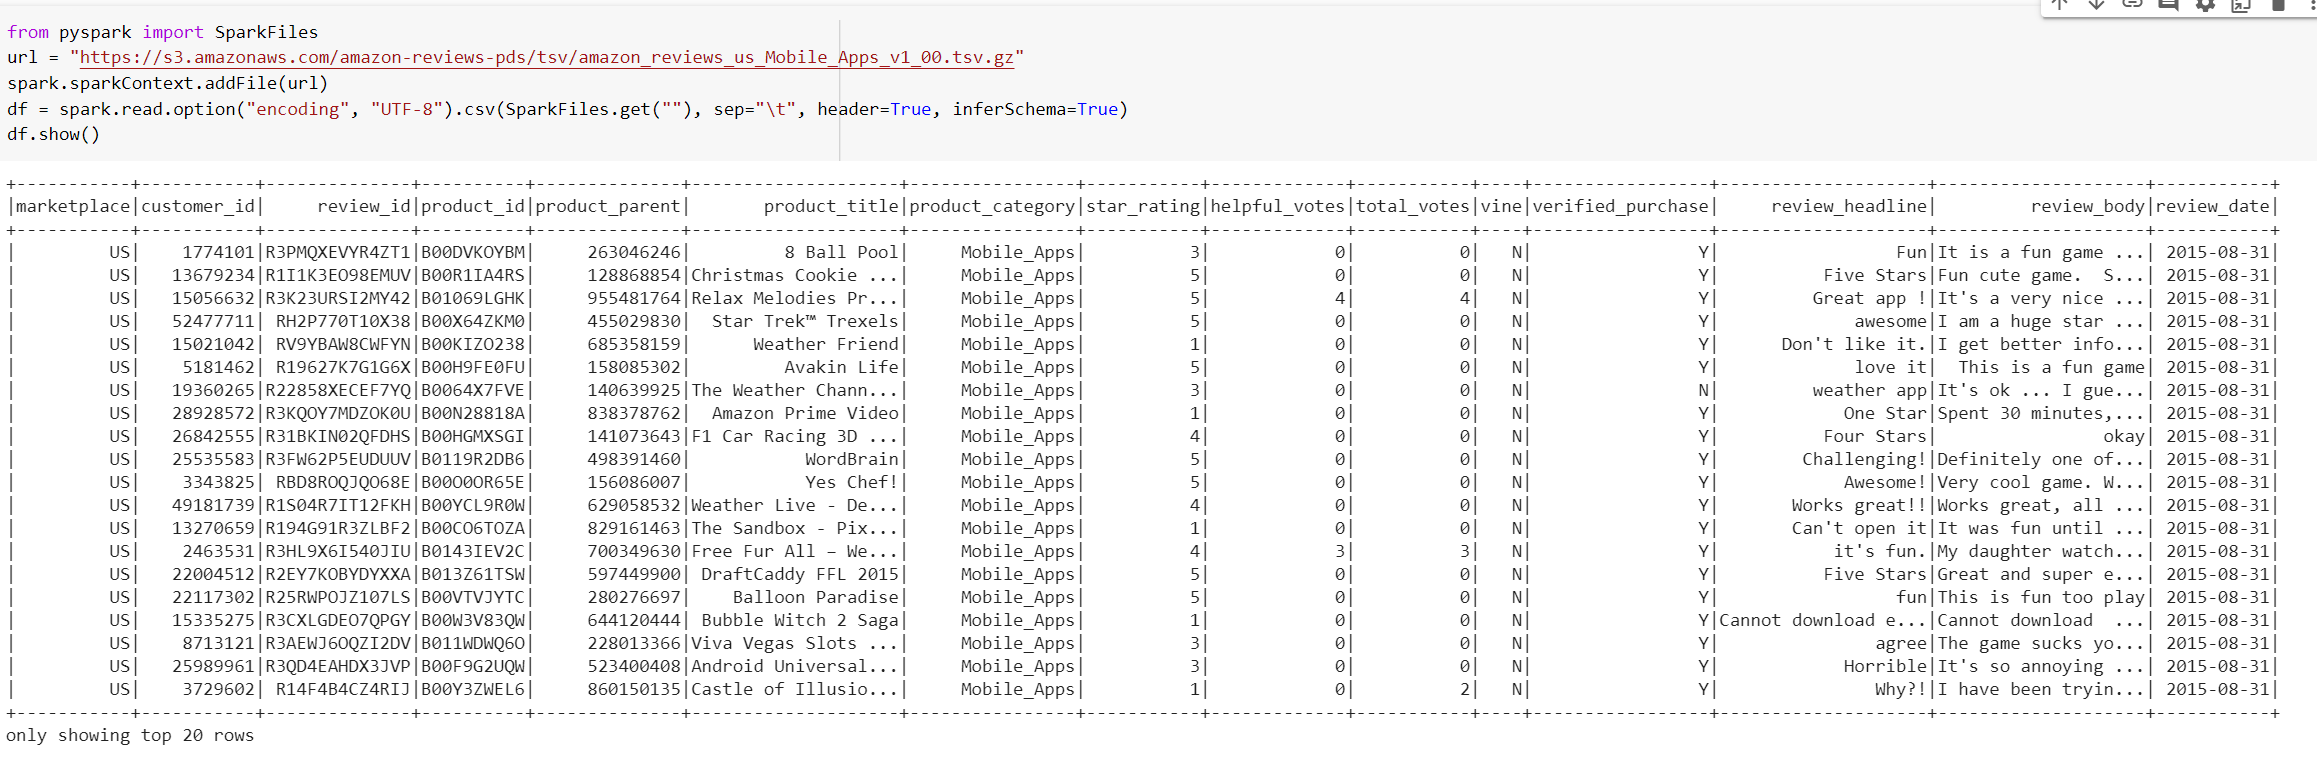 from pyspark import SparkFiles
url = "https://s3.amazonaws.com/amazon-reviews-pds/tsv/amazon_reviews_us_Mobile_Apps_v1_00.tsv.gz"
spark.sparkContext.addFile(url)
df = spark.read.option("encoding", "UTF-8").csv(SparkFiles.get(""), sep="\t", header=True, inferSchema=True)
df.show()
+-----------+-----------+--------------+----------+--------------+--------------------+----------------+-----------+-------------+-----------+----+-----------------+--------------------+--------------------+-----------+
|marketplace|customer_id|     review_id|product_id|product_parent|       product_title|product_category|star_rating|helpful_votes|total_votes|vine|verified_purchase|     review_headline|         review_body|review_date|
+-----------+-----------+--------------+----------+--------------+--------------------+----------------+-----------+-------------+-----------+----+-----------------+--------------------+--------------------+-----------+
|         US|    1774101|R3PMQXEVYR4ZT1|B00DVKOYBM|     263046246|         8 Ball Pool|     Mobile_Apps|          3|            0|          0|   N|                Y|                 Fun|It is a fun game ...| 2015-08-31|
|         US|   13679234|R1I1K3EO98EMUV|B00R1IA4RS|     128868854|Christmas Cookie ...|     Mobile_Apps|          5|            0|          0|   N|                Y|          Five Stars|Fun cute game.  S...| 2015-08-31|
|         US|   15056632|R3K23URSI2MY42|B01069LGHK|     955481764|Relax Melodies Pr...|     Mobile_Apps|          5|            4|          4|   N|                Y|         Great app !|It's a very nice ...| 2015-08-31|
|         US|   52477711| RH2P770T10X38|B00X64ZKM0|     455029830|  Star Trek™ Trexels|     Mobile_Apps|          5|            0|          0|   N|                Y|             awesome|I am a huge star ...| 2015-08-31|
|         US|   15021042| RV9YBAW8CWFYN|B00KIZO238|     685358159|      Weather Friend|     Mobile_Apps|          1|            0|          0|   N|                Y|      Don't like it.|I get better info...| 2015-08-31|
|         US|    5181462| R19627K7G1G6X|B00H9FE0FU|     158085302|         Avakin Life|     Mobile_Apps|          5|            0|          0|   N|                Y|             love it|  This is a fun game| 2015-08-31|
|         US|   19360265|R22858XECEF7YQ|B0064X7FVE|     140639925|The Weather Chann...|     Mobile_Apps|          3|            0|          0|   N|                N|         weather app|It's ok ... I gue...| 2015-08-31|
|         US|   28928572|R3KQOY7MDZOK0U|B00N28818A|     838378762|  Amazon Prime Video|     Mobile_Apps|          1|            0|          0|   N|                Y|            One Star|Spent 30 minutes,...| 2015-08-31|
|         US|   26842555|R31BKIN02QFDHS|B00HGMXSGI|     141073643|F1 Car Racing 3D ...|     Mobile_Apps|          4|            0|          0|   N|                Y|          Four Stars|                okay| 2015-08-31|
|         US|   25535583|R3FW62P5EUDUUV|B0119R2DB6|     498391460|           WordBrain|     Mobile_Apps|          5|            0|          0|   N|                Y|        Challenging!|Definitely one of...| 2015-08-31|
|         US|    3343825| RBD8ROQJQO68E|B00O0OR65E|     156086007|           Yes Chef!|     Mobile_Apps|          5|            0|          0|   N|                Y|            Awesome!|Very cool game. W...| 2015-08-31|
|         US|   49181739|R1S04R7IT12FKH|B00YCL9R0W|     629058532|Weather Live - De...|     Mobile_Apps|          4|            0|          0|   N|                Y|       Works great!!|Works great, all ...| 2015-08-31|
|         US|   13270659|R194G91R3ZLBF2|B00CO6TOZA|     829161463|The Sandbox - Pix...|     Mobile_Apps|          1|            0|          0|   N|                Y|       Can't open it|It was fun until ...| 2015-08-31|
|         US|    2463531|R3HL9X6I540JIU|B0143IEV2C|     700349630|Free Fur All – We...|     Mobile_Apps|          4|            3|          3|   N|                Y|           it's fun.|My daughter watch...| 2015-08-31|
|         US|   22004512|R2EY7KOBYDYXXA|B013Z61TSW|     597449900| DraftCaddy FFL 2015|     Mobile_Apps|          5|            0|          0|   N|                Y|          Five Stars|Great and super e...| 2015-08-31|
|         US|   22117302|R25RWPOJZ107LS|B00VTVJYTC|     280276697|    Balloon Paradise|     Mobile_Apps|          5|            0|          0|   N|                Y|                 fun|This is fun too play| 2015-08-31|
|         US|   15335275|R3CXLGDEO7QPGY|B00W3V83QW|     644120444| Bubble Witch 2 Saga|     Mobile_Apps|          1|            0|          0|   N|                Y|Cannot download e...|Cannot download  ...| 2015-08-31|
|         US|    8713121|R3AEWJ6OQZI2DV|B011WDWQ6O|     228013366|Viva Vegas Slots ...|     Mobile_Apps|          3|            0|          0|   N|                Y|               agree|The game sucks yo...| 2015-08-31|
|         US|   25989961|R3QD4EAHDX3JVP|B00F9G2UQW|     523400408|Android Universal...|     Mobile_Apps|          3|            0|          0|   N|                Y|            Horrible|It's so annoying ...| 2015-08-31|
|         US|    3729602| R14F4B4CZ4RIJ|B00Y3ZWEL6|     860150135|Castle of Illusio...|     Mobile_Apps|          1|            0|          2|   N|                Y|               Why?!|I have been tryin...| 2015-08-31|
+-----------+-----------+--------------+----------+--------------+--------------------+----------------+-----------+-------------+-----------+----+-----------------+--------------------+--------------------+-----------+
only showing top 20 rows